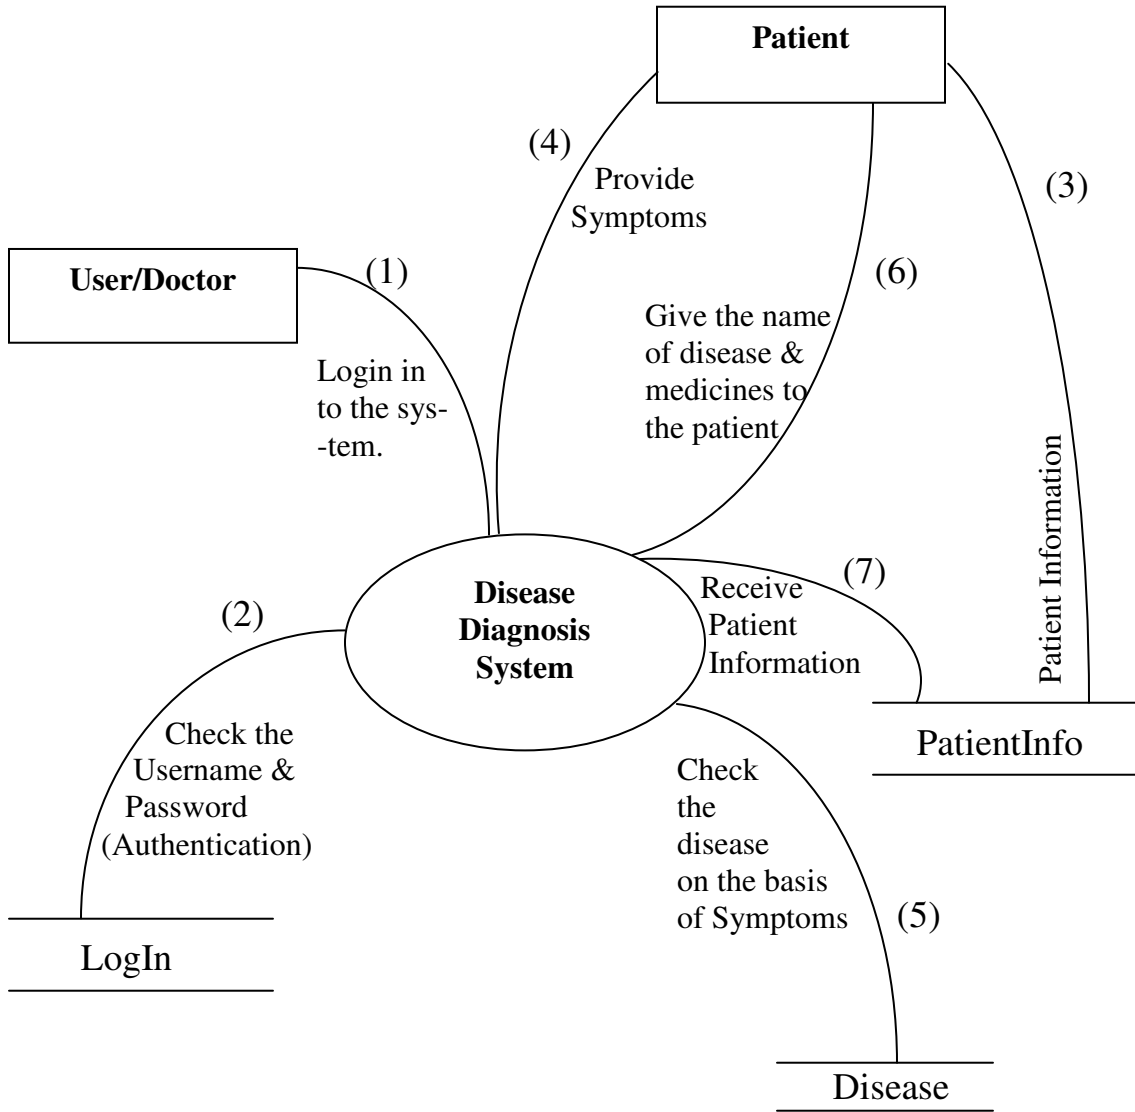 Patient
(4)
Provide
Symptoms
(3)
User/Doctor
(1)
(6)
Login in
to the sys-
-tem.
Give the name
of disease &
medicines to
the patient
Patient Information
(2)
Disease
Diagnosis
System
(7)
Receive
Patient
Information
Check the
Username &
Password
(Authentication)
PatientInfo
Check
the
disease
on the basis
of Symptoms
(5)
LogIn
Disease